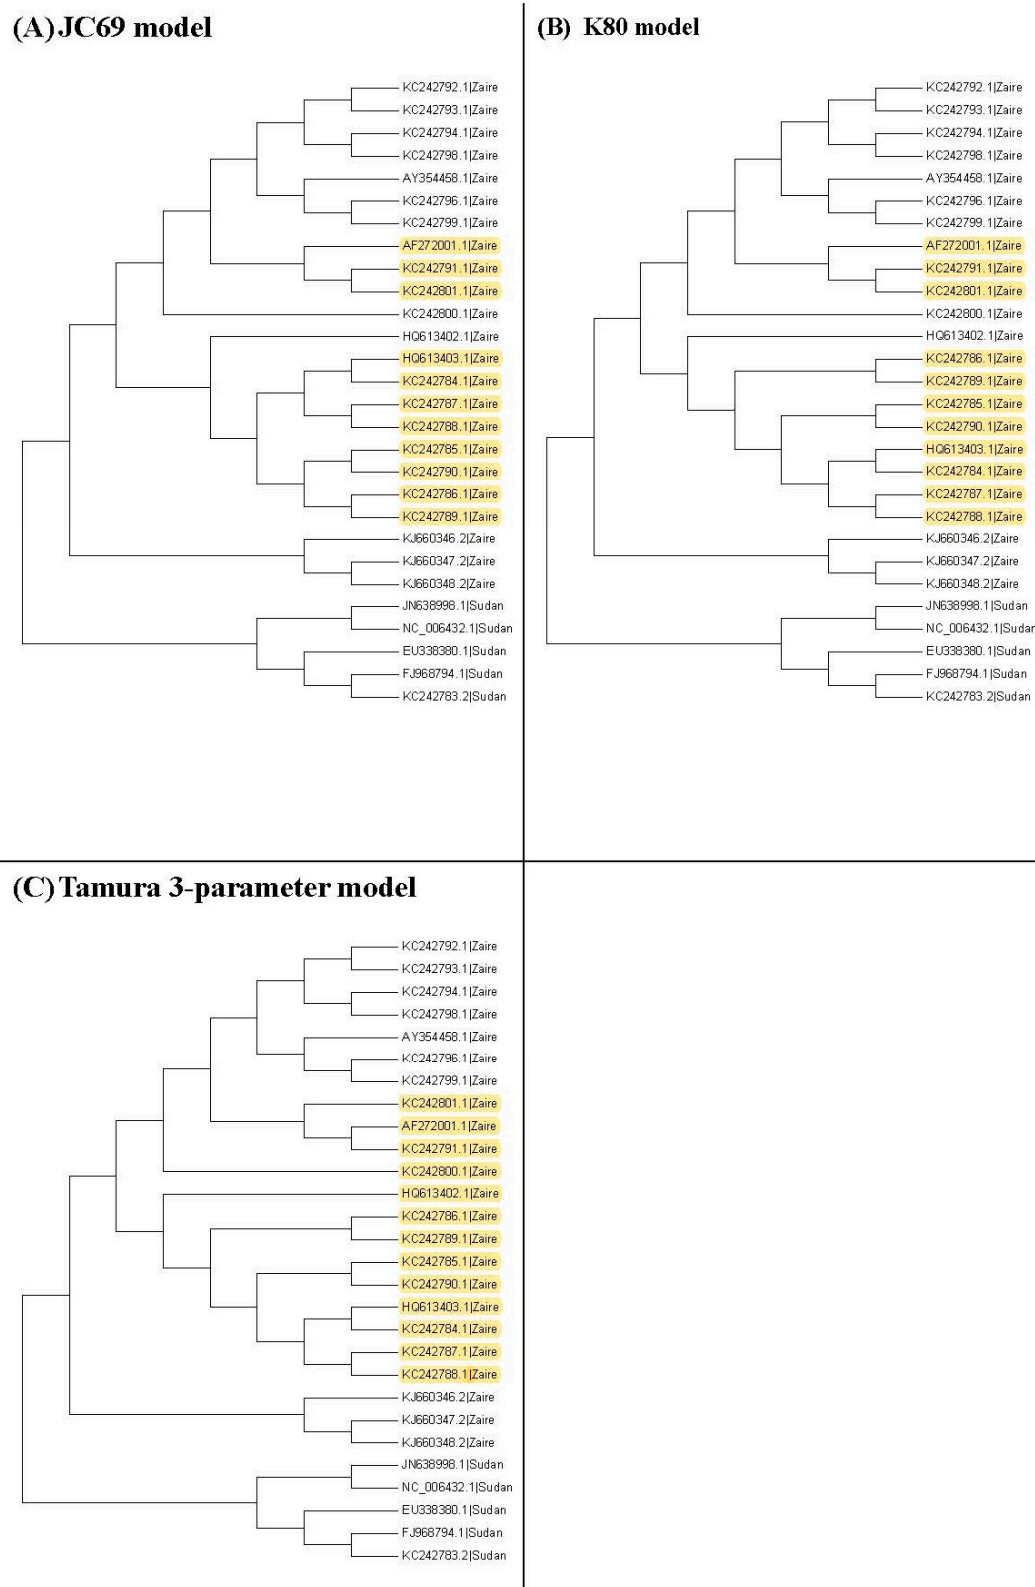 (A) JC69 model
KC242792.1|Zaire
KC242793.1|Zaire
KC242794.1|Zaire
KC242798.1|Zaire
AY354458.1|Zaire
KC242796.1|Zaire
KC242799.1|Zaire
AF272001.1|Zaire
KC242791.1|Zaire
KC242801.1|Zaire
KC242800.1|Zaire
HQ613402.1|Zaire
HQ613403.1|Zaire
KC242784.1|Zaire
KC242787.1|Zaire
KC242788.1|Zaire
KC242785.1|Zaire
KC242790.1|Zaire
KC242786.1|Zaire
KC242789.1|Zaire
KJ660346.2|Zaire
KJ660347.2|Zaire
KJ660348.2|Zaire
JN638998.1|Sudan
NC_006432.1|Sudan
EU338380.1|Sudan
FJ968794.1|Sudan
KC242783.2|Sudan
(B) K80 model
KC242792.1|Zaire
KC242793.1|Zaire
KC242794.1|Zaire
KC242798.1|Zaire
AY354458.1|Zaire
KC242796.1|Zaire
KC242799.1|Zaire
AF272001.1|Zaire
KC242791.1|Zaire
KC242801.1|Zaire
KC242800.1|Zaire
HQ613402.1|Zaire
KC242786.1|Zaire
KC242789.1|Zaire
KC242785.1|Zaire
KC242790.1|Zaire
HQ613403.1|Zaire
KC242784.1|Zaire
KC242787.1|Zaire
KC242788.1|Zaire
KJ660346.2|Zaire
KJ660347.2|Zaire
KJ660348.2|Zaire
JN638998.1|Sudan
NC_006432.1|Sudan
EU338380.1|Sudan
FJ968794.1|Sudan
KC242783.2|Sudan
(C) Tamura 3-parameter model
KC242792.1|Zaire
KC242793.1|Zaire
KC242794.1|Zaire
KC242798.1|Zaire
AY354458.1|Zaire
KC242796.1|Zaire
KC242799.1|Zaire
KC242801.1|Zaire
AF272001.1|Zaire
KC242791.1|Zaire
KC242800.1|Zaire
HQ613402.1|Zaire
KC242786.1|Zaire
KC242789.1|Zaire
KC242785.1|Zaire
KC242790.1|Zaire
HQ613403.1|Zaire
KC242784.1|Zaire
KC242787.1|Zaire
KC242788.1|Zaire
KJ660346.2|Zaire
KJ660347.2|Zaire
KJ660348.2|Zaire
JN638998.1|Sudan
NC_006432.1|Sudan
EU338380.1|Sudan
FJ968794.1|Sudan
KC242783.2|Sudan